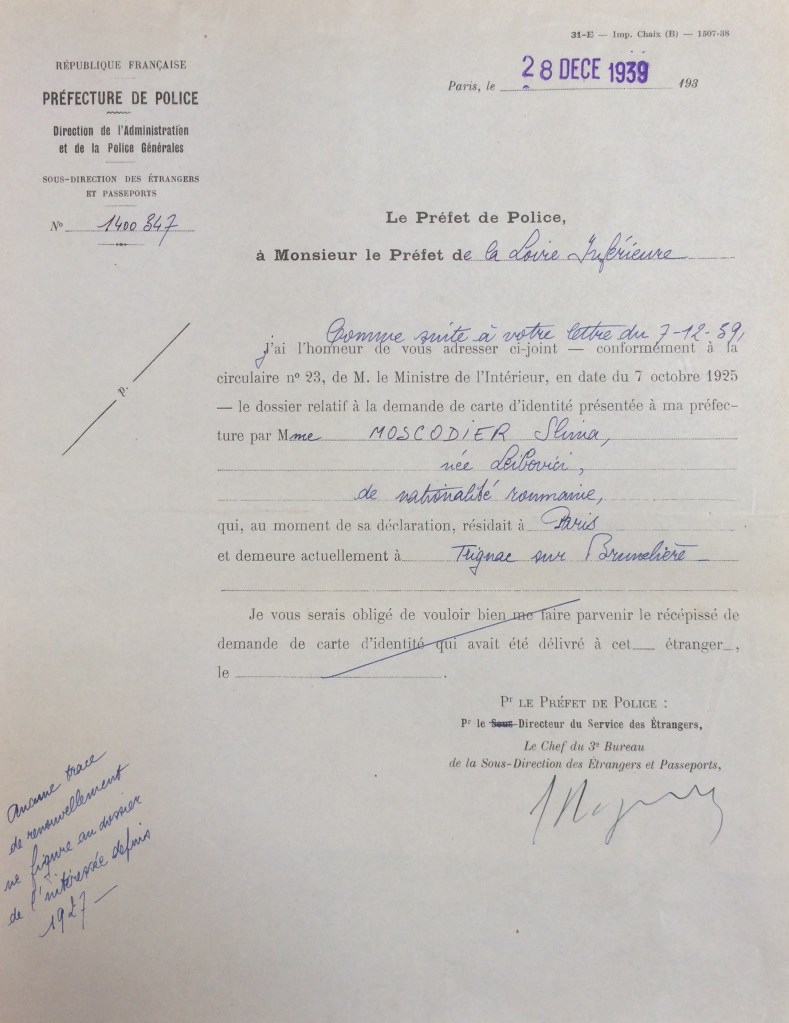 31-E — Imp. Chaix (B) — 1507-38
RÉPUBLIQUE FRANÇAISE
PRÉFECTURE DE POLICE
Direction de l'Administration
et de la Police Générales
SOUS-DIRECTION DES ÉTRANGERS
ET PASSEPORTS
No 1400 347
Paris, le 28 DECE 1939 193
Le Préfet de Police,
à Monsieur le Préfet de la Loire Inférieure
Comme suite à votre lettre du 7-12-39,
j'ai l'honneur de vous adresser ci-joint — conformément à la
circulaire no 23, de M. le Ministre de l'Intérieur, en date du 7 octobre 1925
— le dossier relatif à la demande de carte d'identité présentée à ma préfec-
ture par Mme MOSCODIER Slima,
née Leibovici,
de nationalité roumaine,
qui, au moment de sa déclaration, résidait à Paris
et demeure actuellement à Trignac sur
p.
Je vous serais obligé de vouloir bien me faire parvenir le récépissé de
demande de carte d'identité qui avait été délivré à cet étranger ,
le .
Pr LE PRÉFET DE POLICE :
Pr le Sous-Directeur du Service des Étrangers,
Le Chef du 3e Bureau
de la Sous-Direction des Étrangers et Passeports,
Aucune trace
de renouvellement
ne figure au dossier
de l'intéressée depuis
1927 —